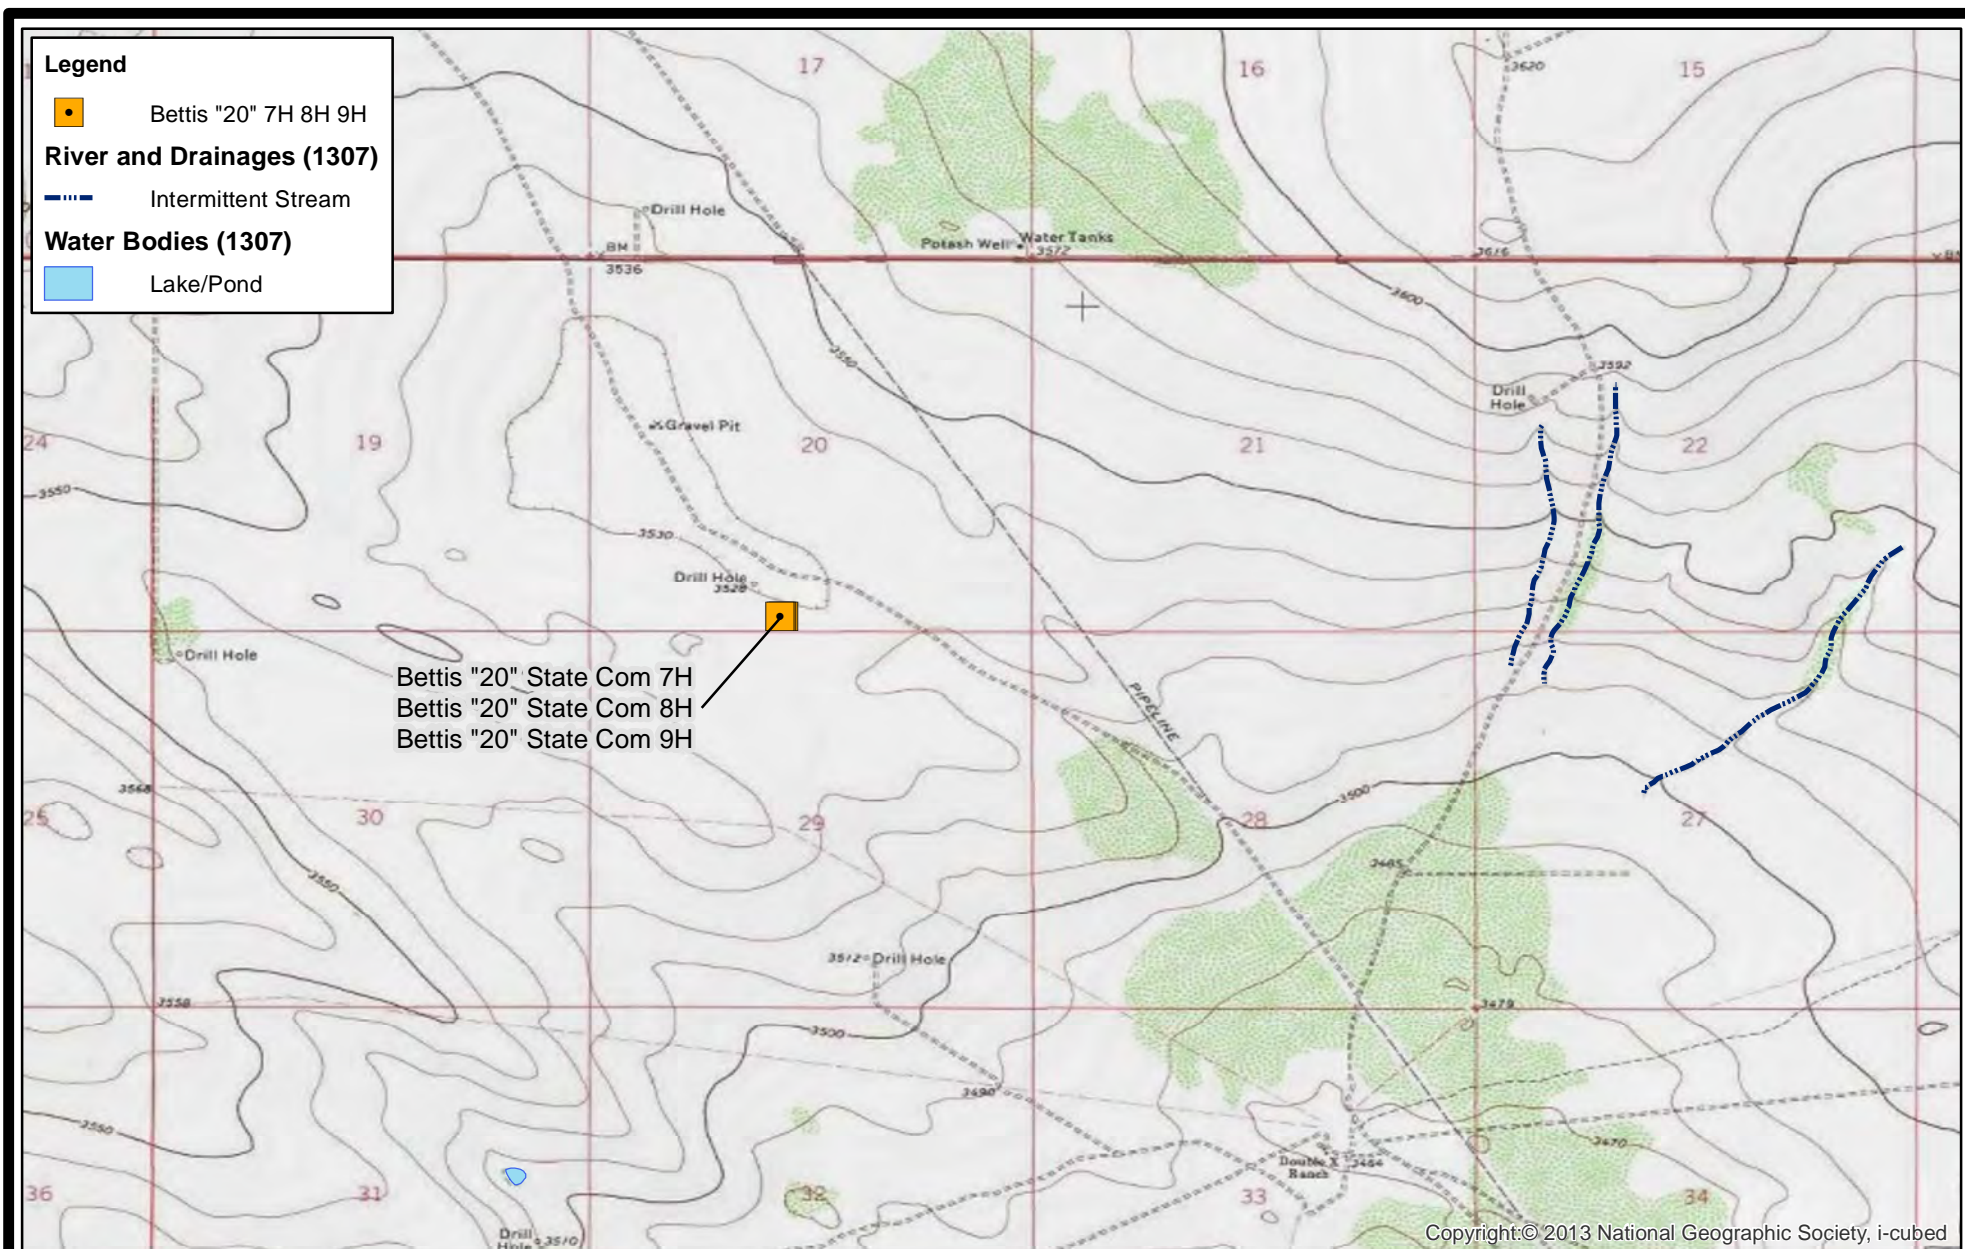 Legend
Bettis "20" 7H 8H 9H
River and Drainages (1307)
Intermittent Stream
Water Bodies (1307)
Lake/Pond
17
16
15
3620
Drill Hole
BM
3536
Potash Well
Water Tanks
3572
3616
3600
3550
3592
Drill
Hole
24
19
Gravel Pit
20
21
22
3550
3530
Drill Hole
3528
Drill Hole
Bettis "20" State Com 7H
Bettis "20" State Com 8H
Bettis "20" State Com 9H
PIPELINE
3568
3500
25
30
29
28
27
3550
3485
3512 Drill Hole
3558
3500
3479
3490
3550
3470
Double X
Ranch
3464
36
31
32
33
34
Drill
Hole
3510
Copyright:© 2013 National Geographic Society, i-cubed